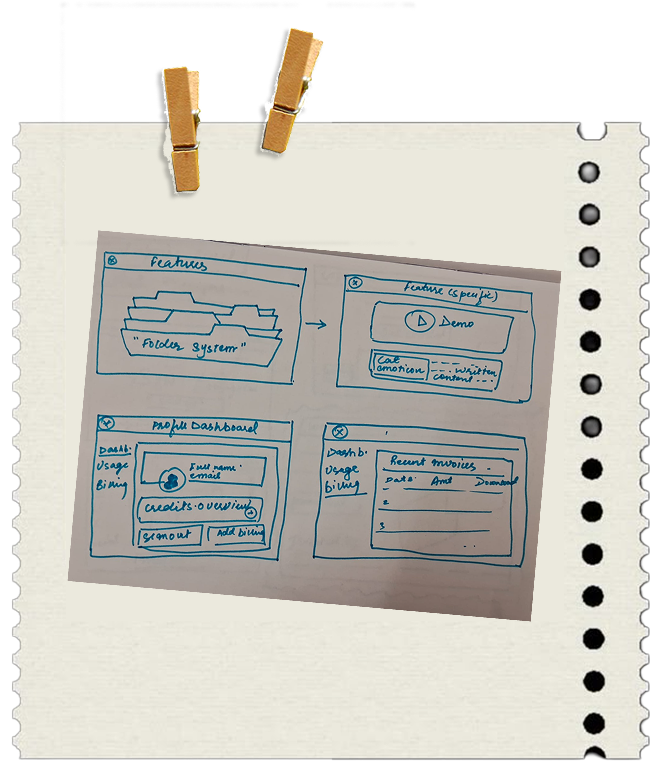 Features
"Folder System"
Feature (Specific)
Demo
Cat
emoticon
written
content
Profile Dashboard
Dashb.
Usage
Billing
Full name.
email
Credits.overview
+
Signout
Add billing
Dashb.
Usage
billing
Recent Invoices
Date. Amt Download
2
3